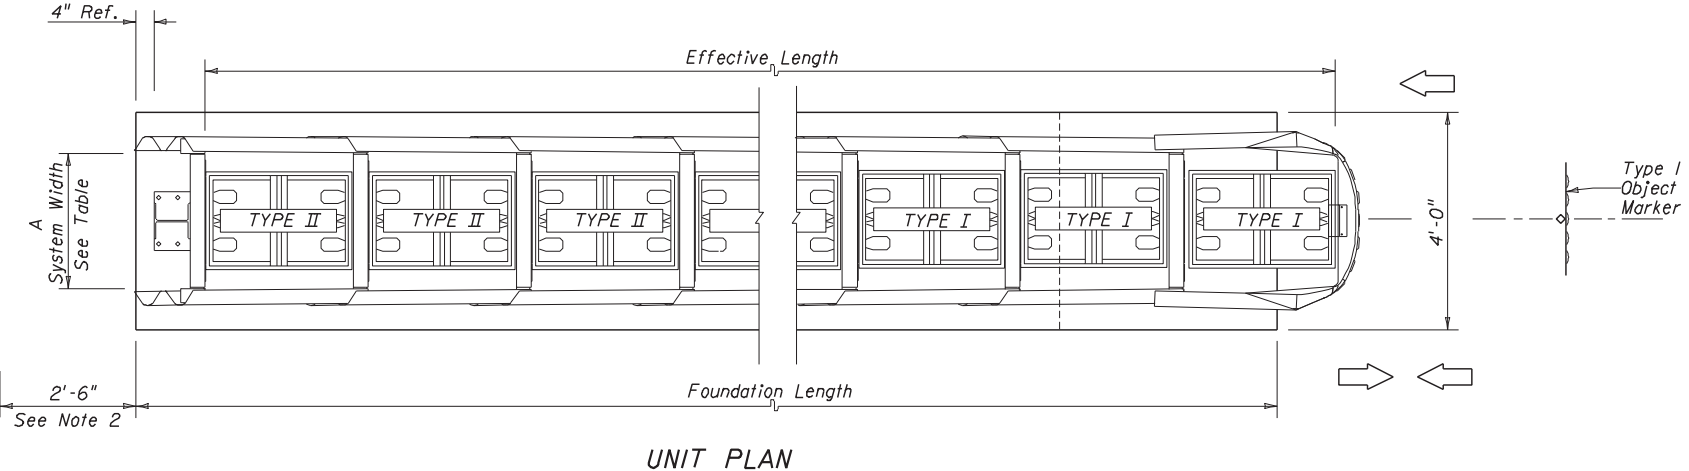 4" Ref.
Effective Length
A
System Width
See Table
TYPE II
TYPE II
TYPE II
TYPE I
TYPE I
TYPE I
4'-0"
Type 1
Object
Marker
2'-6"
See Note 2
Foundation Length
UNIT PLAN